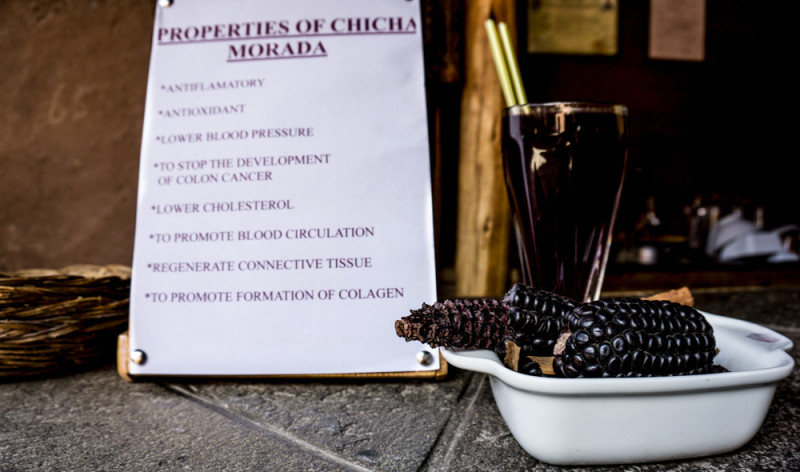 PROPERTIES OF CHICHA
MORADA
*ANTIFLAMATORY
*ANTIOXIDANT
*LOWER BLOOD PRESSURE
*TO STOP THE DEVELOPMENT
OF COLON CANCER
*LOWER CHOLESTEROL
*TO PROMOTE BLOOD CIRCULATION
*REGENERATE CONNECTIVE TISSUE
*TO PROMOTE FORMATION OF COLAGEN